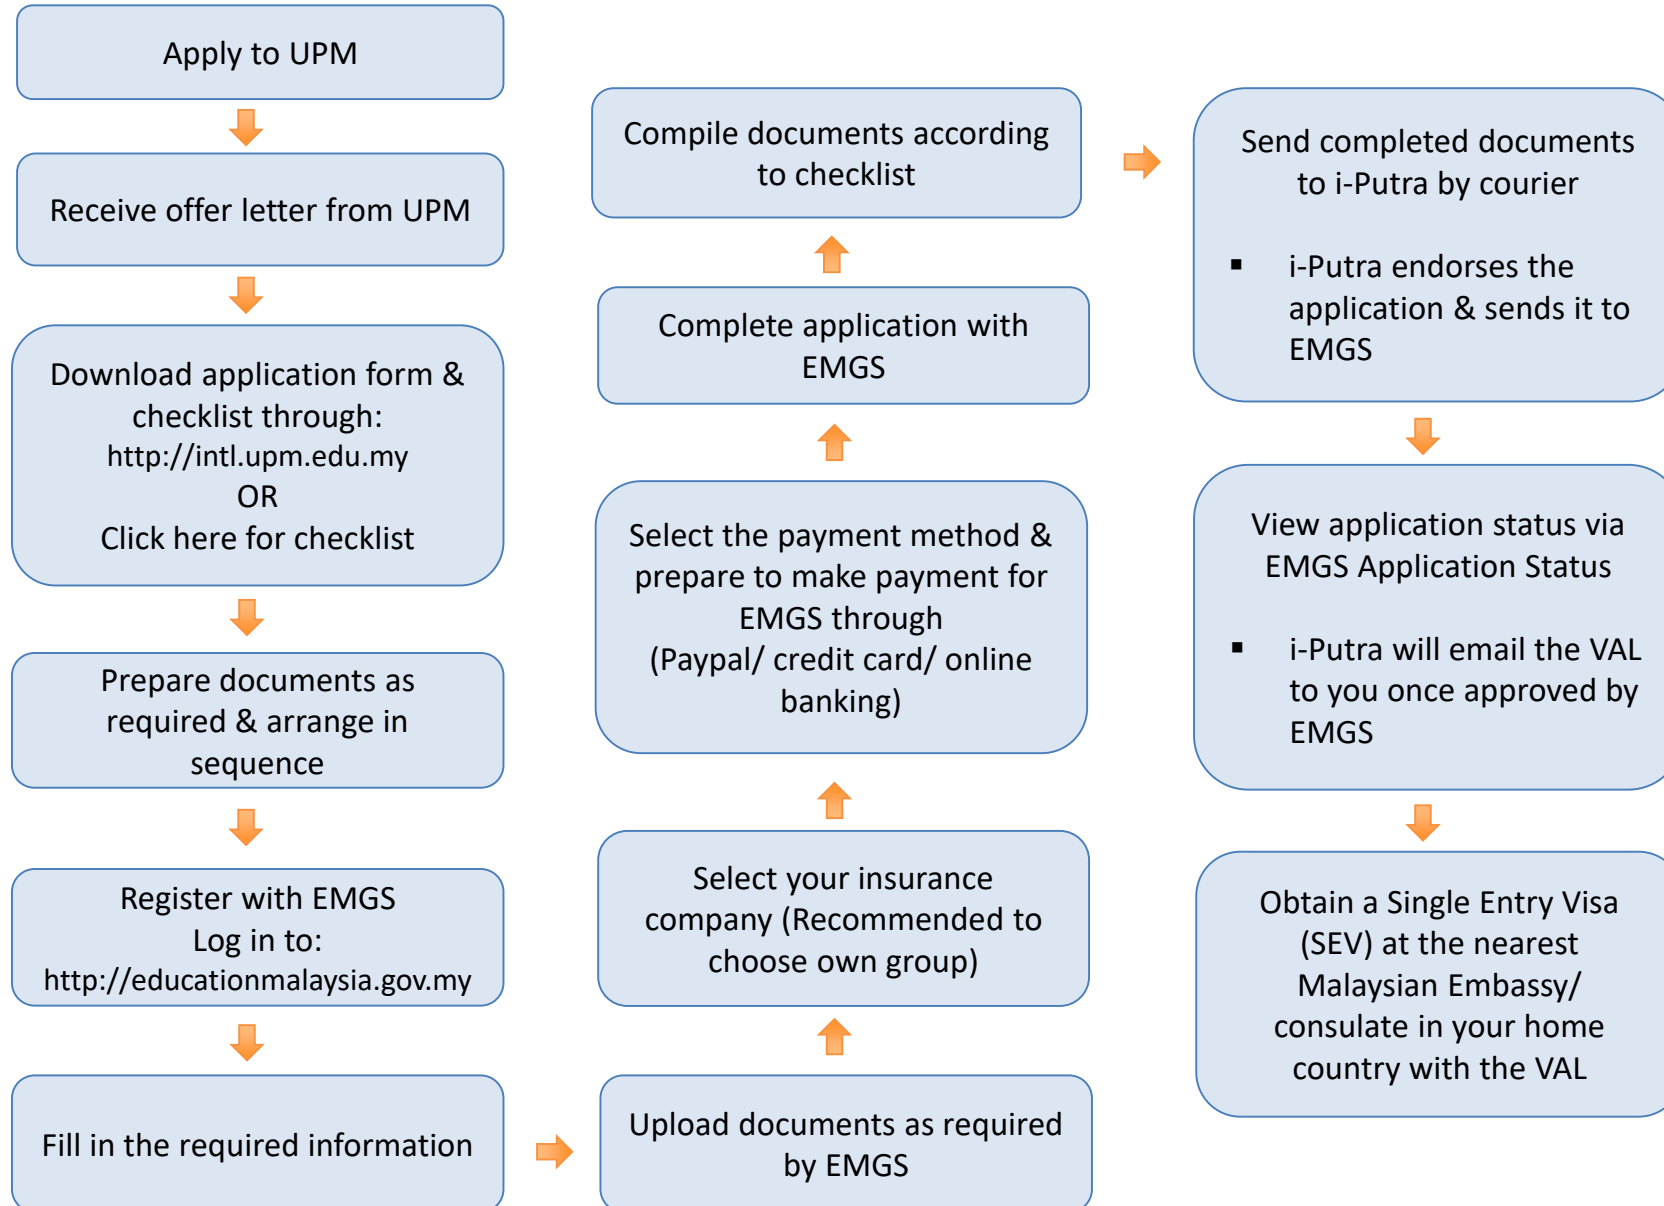 Apply to UPM
Receive offer letter from UPM
Download application form &
checklist through:
http://intl.upm.edu.my
OR
Click here for checklist
Prepare documents as
required & arrange in
sequence
Register with EMGS
Log in to:
http://educationmalaysia.gov.my
Fill in the required information
Upload documents as required
by EMGS
Select your insurance
company (Recommended to
choose own group)
Select the payment method &
prepare to make payment for
EMGS through
(Paypal/ credit card/ online
banking)
Complete application with
EMGS
Compile documents according
to checklist
Send completed documents
to i-Putra by courier
▪ i-Putra endorses the
application & sends it to
EMGS
View application status via
EMGS Application Status
▪ i-Putra will email the VAL
to you once approved by
EMGS
Obtain a Single Entry Visa
(SEV) at the nearest
Malaysian Embassy/
consulate in your home
country with the VAL